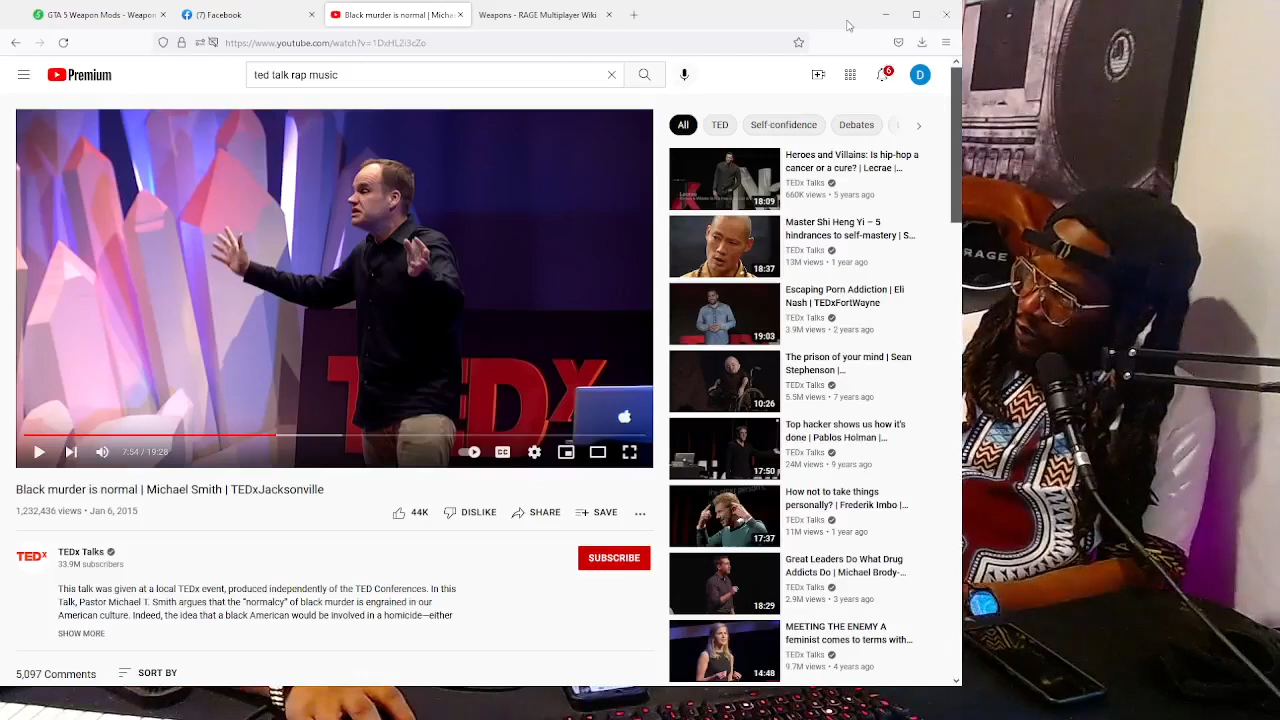 GTA 5 Weapon Mods - Weapon
(7) Facebook
Black murder is normal | Micha
Weapons - RAGE Multiplayer Wiki
https://www.youtube.com/watch?v=1DxHLZi3cZo
Premium
ted talk rap music
6
D
All
TED
Self-confidence
Debates
TEDx
7:54 / 19:28
CC
Black murder is normal | Michael Smith | TEDxJacksonville
1,232,436 views • Jan 6, 2015
44K
DISLIKE
SHARE
SAVE
TEDx
TEDx Talks
33.9M subscribers
SUBSCRIBE
This talk was given at a local TEDx event, produced independently of the TED Conferences. In this
Talk, Pastor Michael T. Smith argues that the “normalcy” of black murder is engrained in our
American culture. Indeed, the idea that a black American would be involved in a homicide—either
SHOW MORE
5,097 Comments
SORT BY
18:09
Heroes and Villains: Is hip-hop a
cancer or a cure? | Lecrae |...
TEDx Talks
660K views • 5 years ago
18:37
Master Shi Heng Yi – 5
hindrances to self-mastery | S...
TEDx Talks
13M views • 1 year ago
19:03
Escaping Porn Addiction | Eli
Nash | TEDxFortWayne
TEDx Talks
3.9M views • 2 years ago
10:26
The prison of your mind | Sean
Stephenson |...
TEDx Talks
5.5M views • 7 years ago
17:50
Top hacker shows us how it's
done | Pablos Holman |...
TEDx Talks
24M views • 9 years ago
17:37
How not to take things
personally? | Frederik Imbo |...
TEDx Talks
11M views • 1 year ago
18:29
Great Leaders Do What Drug
Addicts Do | Michael Brody-...
TEDx Talks
2.9M views • 3 years ago
14:48
MEETING THE ENEMY A
feminist comes to terms with...
TEDx Talks
9.7M views • 4 years ago
RAGE